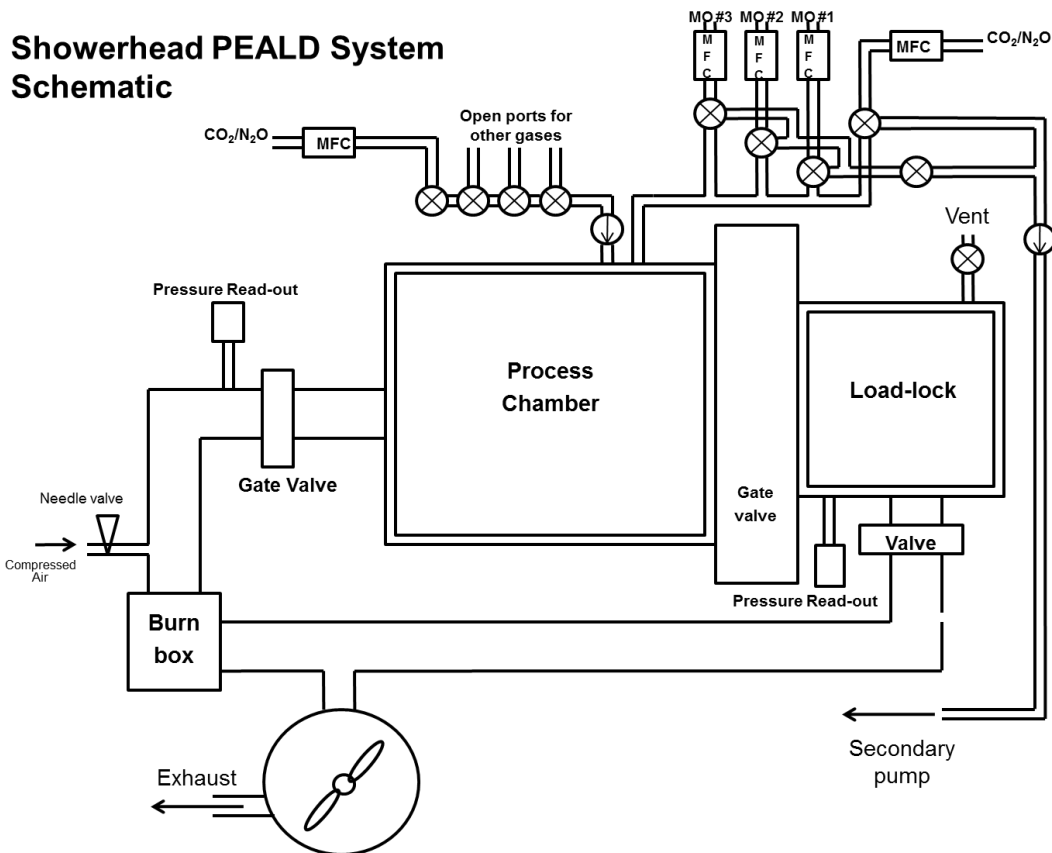 Showerhead PEALD System
Schematic
MO#3
MO#2
MO#1
M
F
C
M
F
C
M
F
C
MFC
CO₂/N₂O
CO₂/N₂O
MFC
Open ports for
other gases
Vent
Pressure Read-out
Process
Chamber
Load-lock
Gate Valve
Gate
valve
Needle valve
Compressed
Air
Valve
Pressure Read-out
Burn
box
Secondary
pump
Exhaust